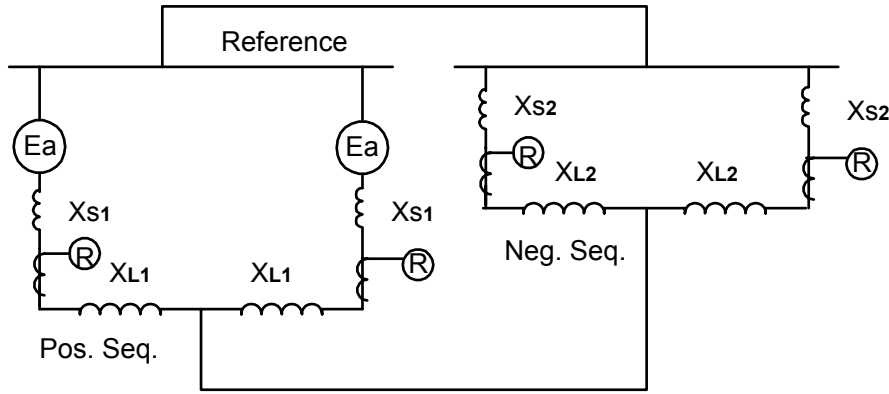 Reference
Ea
Ea
XS1
XS1
R
R
XL1
XL1
Pos. Seq.
XS2
XS2
R
R
XL2
XL2
Neg. Seq.